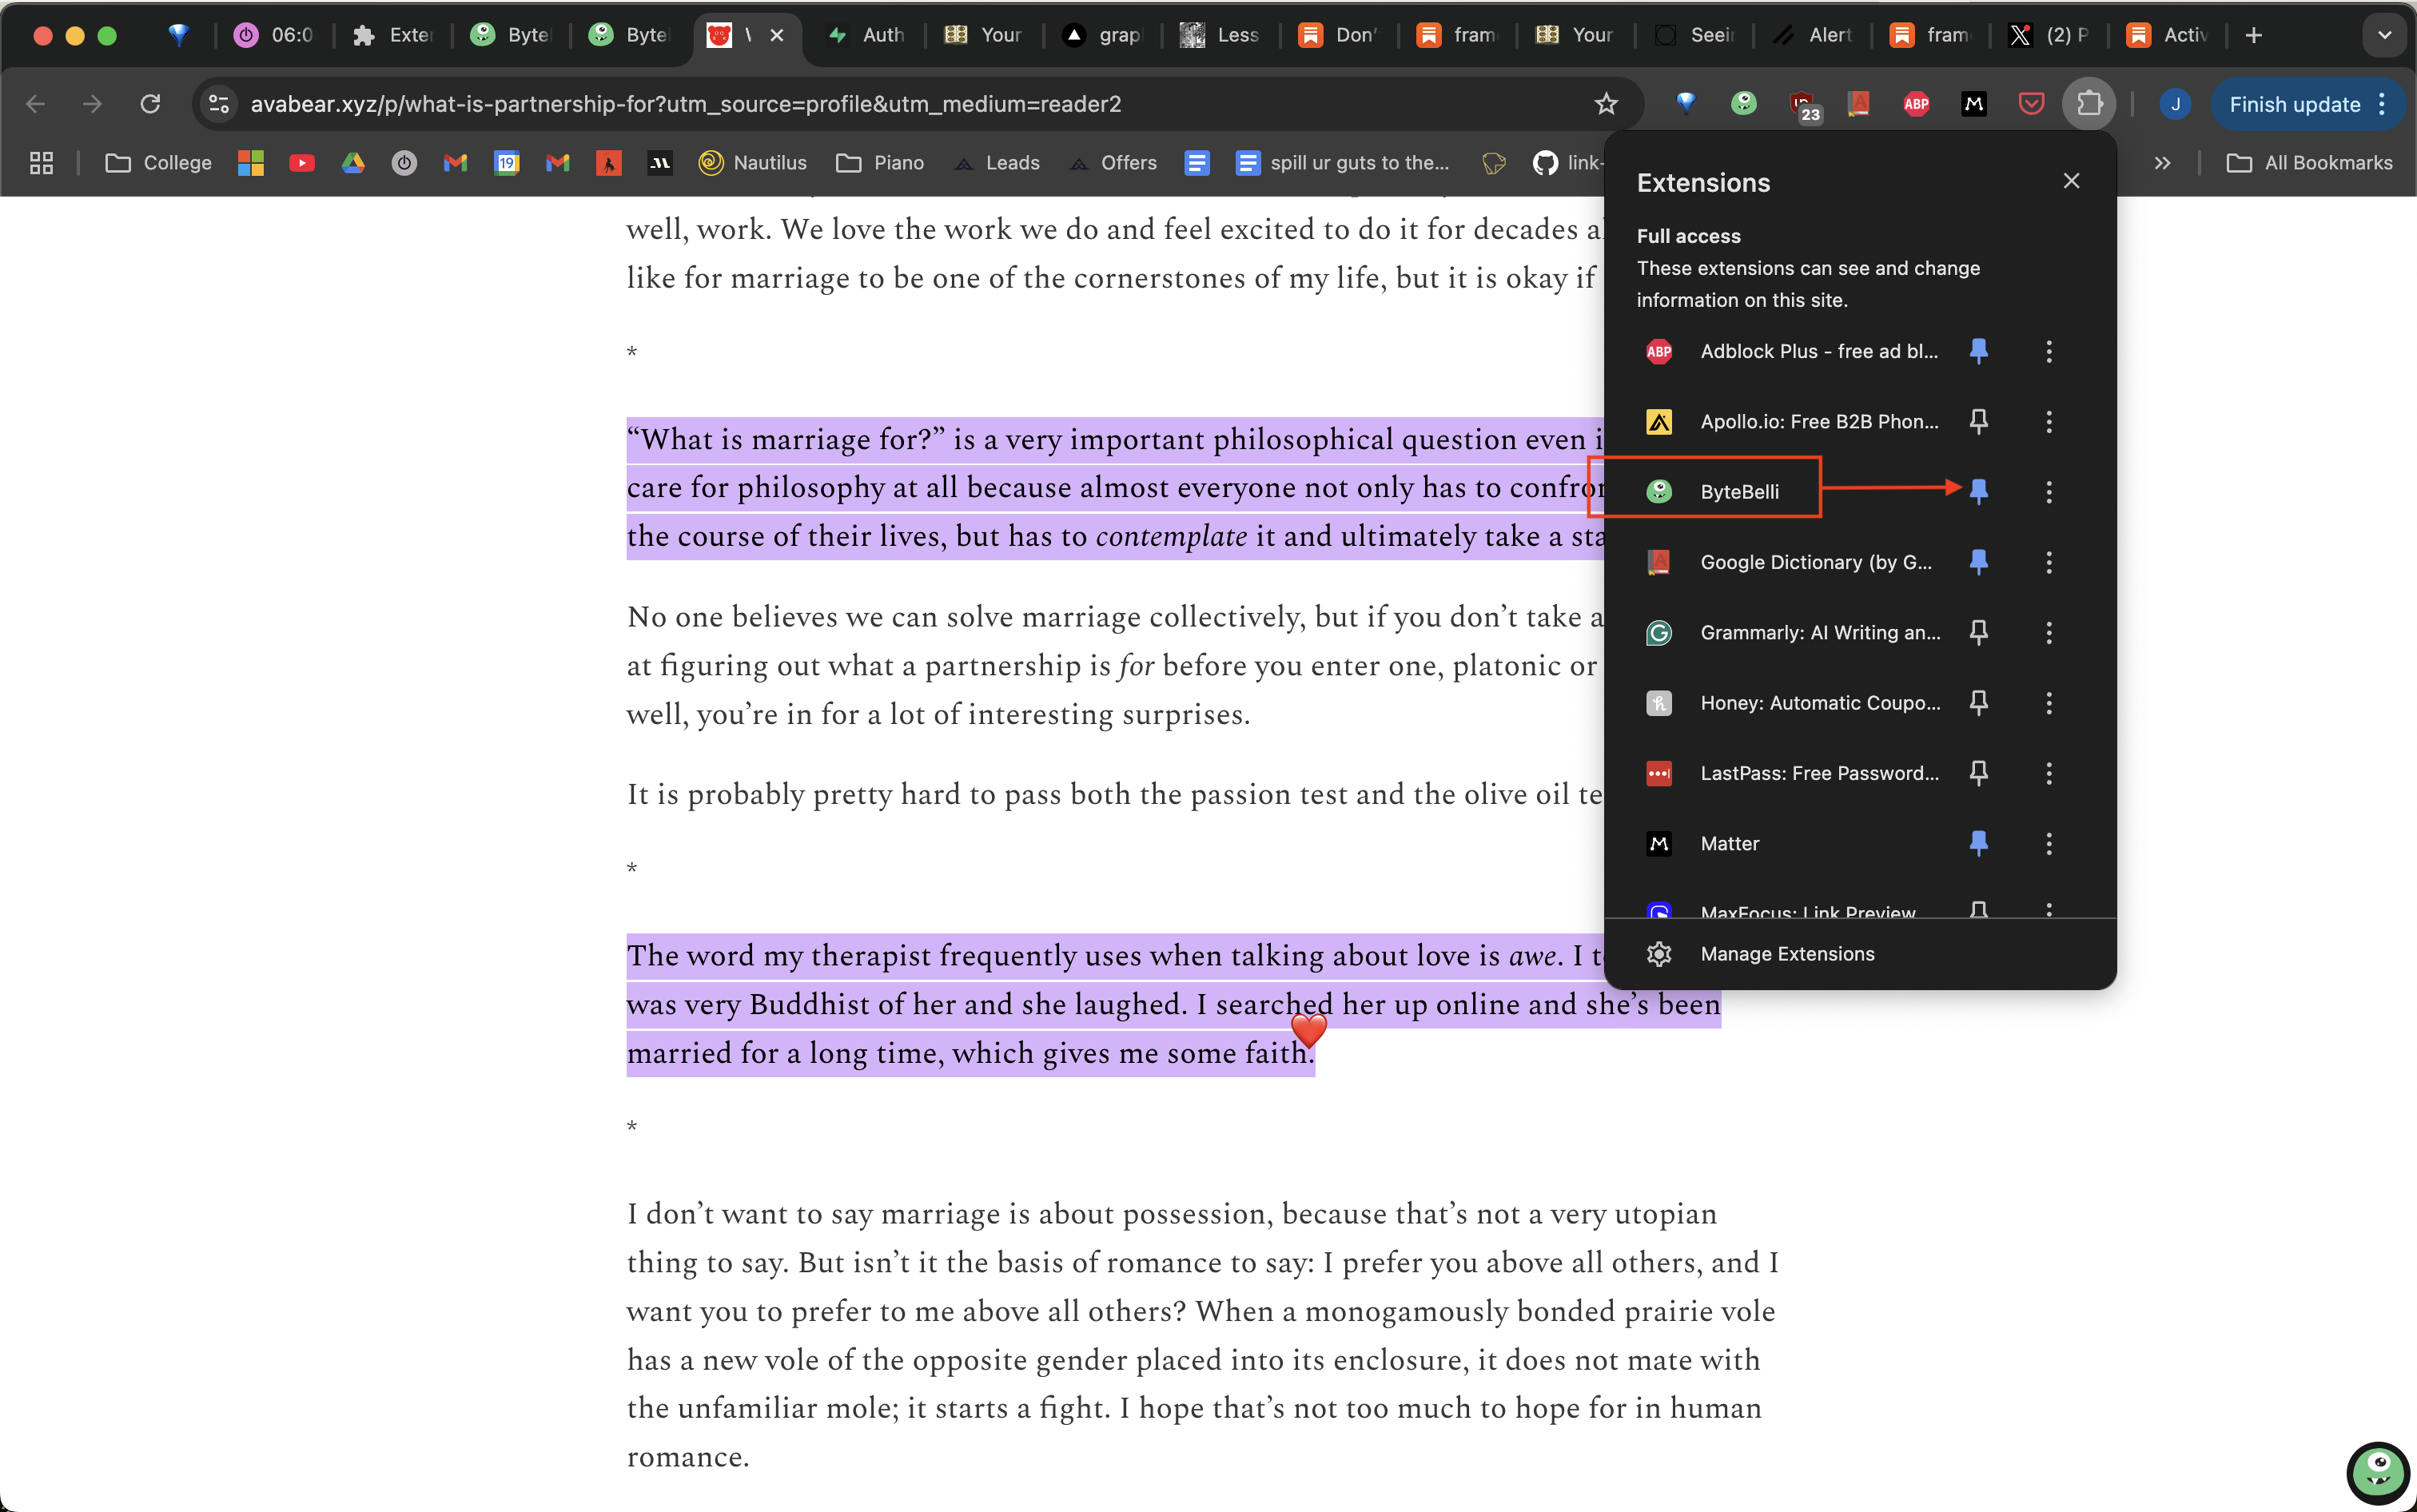 06:0
Exter
Byte
Byte
Auth
Your
grap
Less
Don'
fram
Your
Seein
Alert
fram
(2) P
Activ
avabear.xyz/p/what-is-partnership-for?utm_source=profile&utm_medium=reader2
23
ABP
J
Finish update
College
19
Nautilus
Piano
Leads
Offers
spill ur guts to the...
link-
All Bookmarks
well, work. We love the work we do and feel excited to do it for decades
like for marriage to be one of the cornerstones of my life, but it is okay if
*
“What is marriage for?” is a very important philosophical question even
care for philosophy at all because almost everyone not only has to
the course of their lives, but has to contemplate it and ultimately take a
No one believes we can solve marriage collectively, but if you don’t take a
at figuring out what a partnership is for before you enter one, platonic or
well, you’re in for a lot of interesting surprises.
It is probably pretty hard to pass both the passion test and the olive oil
*
The word my therapist frequently uses when talking about love is awe. I
was very Buddhist of her and she laughed. I searched her up online and she’s been
married for a long time, which gives me some faith.
*
I don’t want to say marriage is about possession, because that’s not a very utopian
thing to say. But isn’t it the basis of romance to say: I prefer you above all others, and I
want you to prefer to me above all others? When a monogamously bonded prairie vole
has a new vole of the opposite gender placed into its enclosure, it does not mate with
the unfamiliar mole; it starts a fight. I hope that’s not too much to hope for in human
romance.
Extensions
Full access
These extensions can see and change
information on this site.
ABP
Adblock Plus - free ad bl...
Apollo.io: Free B2B Phon...
ByteBelli
Google Dictionary (by G...
Grammarly: AI Writing an...
Honey: Automatic Coupo...
LastPass: Free Password...
Matter
MaxFocus: Link Preview
Manage Extensions